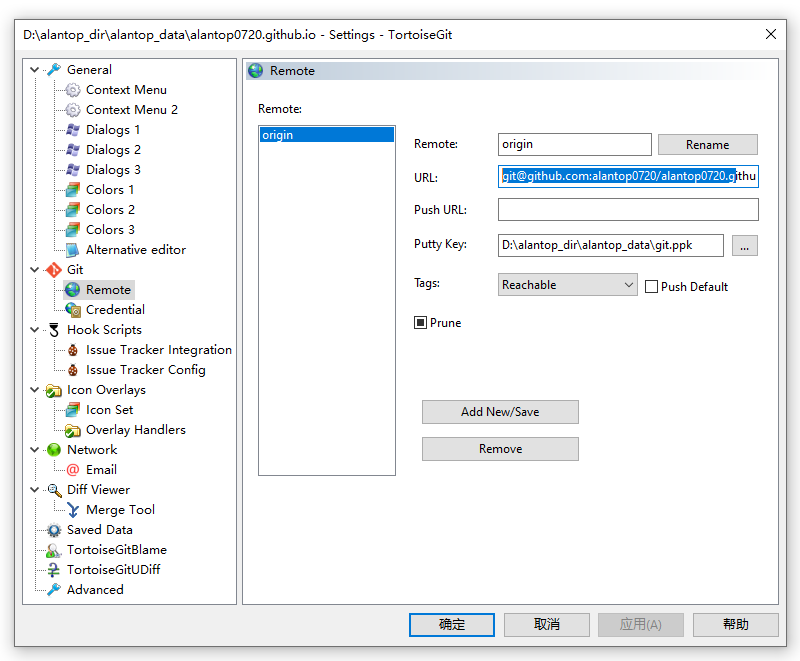 D:\alantop_dir\alantop_data\alantop0720.github.io - Settings - TortoiseGit
General
Context Menu
Context Menu 2
Dialogs 1
Dialogs 2
Dialogs 3
Colors 1
Colors 2
Colors 3
Alternative editor
Git
Remote
Credential
Hook Scripts
Issue Tracker Integration
Issue Tracker Config
Icon Overlays
Icon Set
Overlay Handlers
Network
Email
Diff Viewer
Merge Tool
Saved Data
TortoiseGitBlame
TortoiseGitUDiff
Advanced
Remote
Remote:
origin
Remote: origin Rename
URL: git@github.com:alantop0720/alantop0720.githu
Push URL:
Putty Key: D:\alantop_dir\alantop_data\git.ppk ...
Tags: Reachable Push Default
Prune
Add New/Save
Remove
确定 取消 应用(A) 帮助